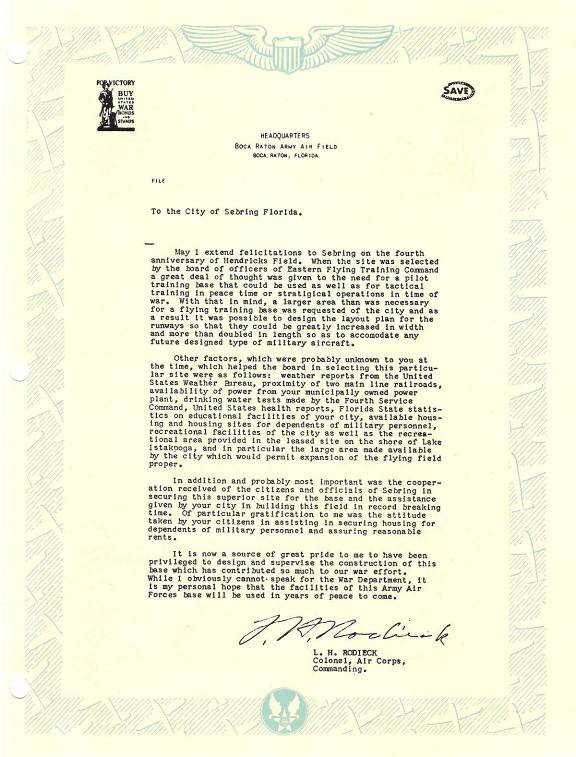 FOR VICTORY
BUY
UNITED
STATES
WAR
BONDS
AND
STAMPS
SAVE
HEADQUARTERS
BOCA RATON ARMY AIR FIELD
BOCA RATON, FLORIDA
FILE
To the City of Sebring Florida.
May I extend felicitations to Sebring on the fourth
anniversary of Hendricks Field. When the site was selected
by the board of officers of Eastern Flying Training Command
a great deal of thought was given to the need for a pilot
training base that could be used as well as for tactical
training in peace time or stratigical operations in time of
war. With that in mind, a larger area than was necessary
for a flying training base was requested of the city and as
a result it was possible to design the layout plan for the
runways so that they could be greatly increased in width
and more than doubled in length so as to accomodate any
future designed type of military aircraft.
Other factors, which were probably unknown to you at
the time, which helped the board in selecting this particu-
lar site were as follows: weather reports from the United
States Weather Bureau, proximity of two main line railroads,
availability of power from your municipally owned power
plant, drinking water tests made by the Fourth Service
Command, United States health reports, Florida State statis-
tics on educational facilities of your city, available hous-
ing and housing sites for dependents of military personnel,
recreational facilities of the city as well as the recrea-
tional area provided in the leased site on the shore of Lake
Istakpoga, and in particular the large area made available
by the city which would permit expansion of the flying field
proper.
In addition and probably most important was the cooper-
ation received of the citizens and officials of Sebring in
securing this superior site for the base and the assistance
given by your city in building this field in record breaking
time. Of particular gratification to me was the attitude
taken by your citizens in assisting in securing housing for
dependents of military personnel and assuring reasonable
rents.
It is now a source of great pride to me to have been
privileged to design and supervise the construction of this
base which has contributed so much to our war effort.
While I obviously cannot speak for the War Department, it
is my personal hope that the facilities of this Army Air
Forces base will be used in years of peace to come.
L. H. Rodieck
L. H. RODIECK
Colonel, Air Corps,
Commanding.